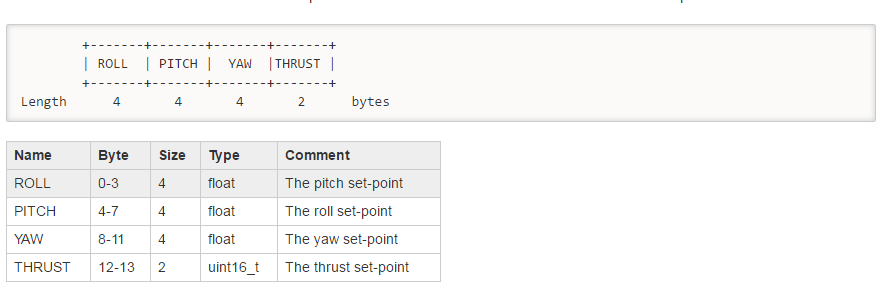 +-------+-------+-------+-------+
| ROLL | PITCH | YAW |THRUST |
+-------+-------+-------+-------+
Length 4 4 4 2 bytes
Name Byte Size Type Comment
ROLL 0-3 4 float The pitch set-point
PITCH 4-7 4 float The roll set-point
YAW 8-11 4 float The yaw set-point
THRUST 12-13 2 uint16_t The thrust set-point